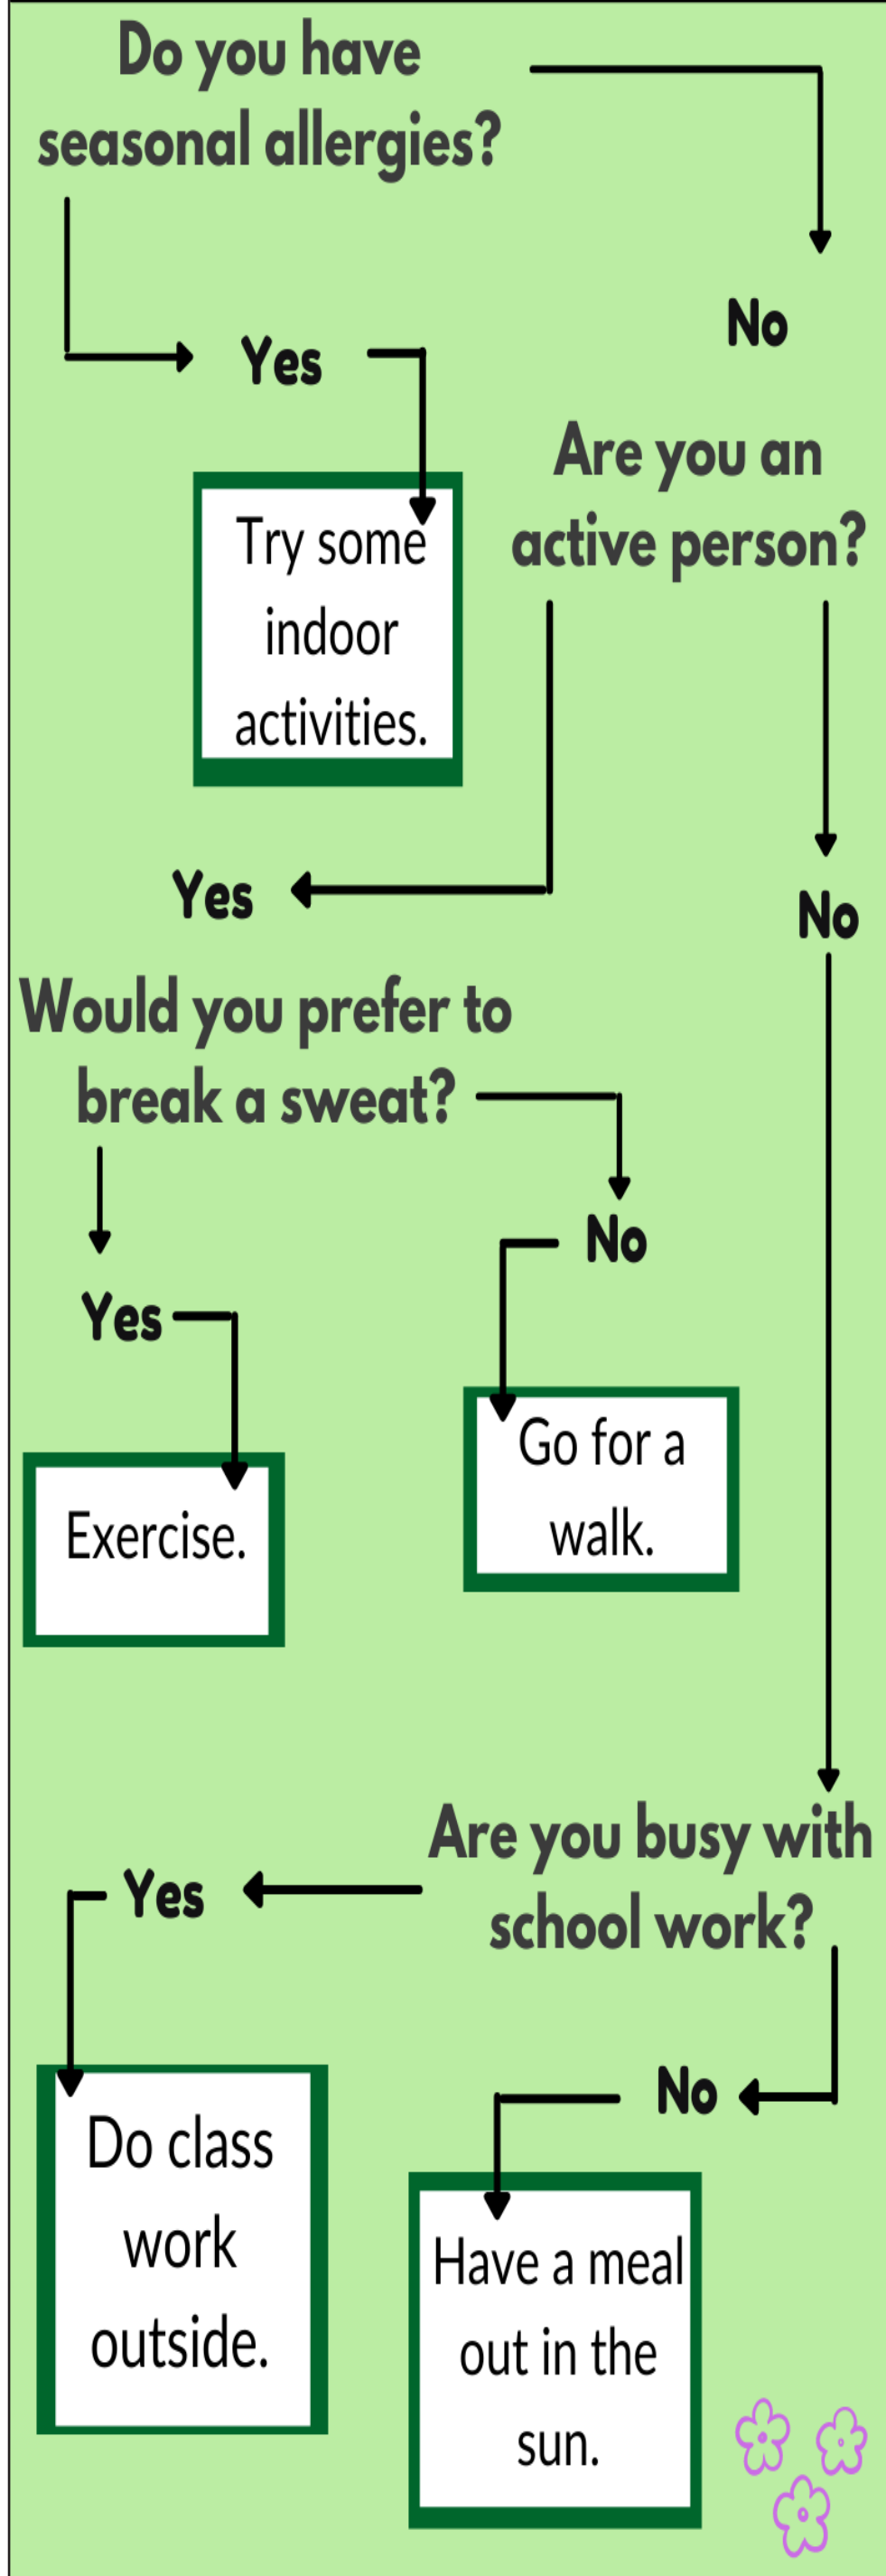 Do you have
seasonal allergies?
No
Yes
Try some
indoor
activities.
Are you an
active person?
Yes
No
Would you prefer to
break a sweat?
No
Yes
Exercise.
Go for a
walk.
Are you busy with
school work?
Yes
No
Do class
work
outside.
Have a meal
out in the
sun.